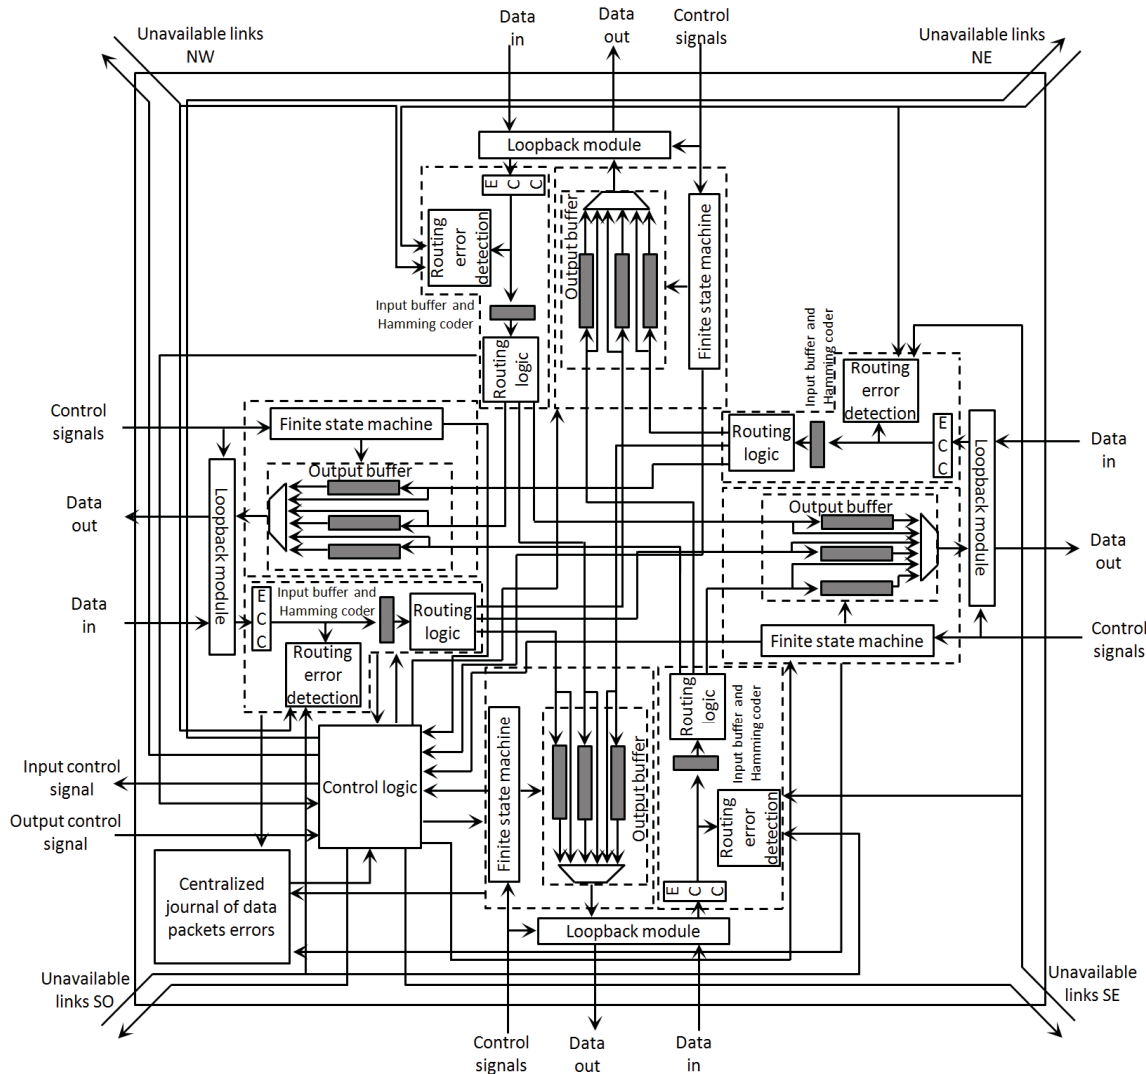 Unavailable links
NW
Data
in
Data
out
Control
signals
Unavailable links
NE
Loopback module
E C C
Routing
error
detection
Input buffer and
Hamming coder
Routing
logic
Output buffer
Finite state machine
Input buffer and
Hamming coder
Routing
error
detection
E
C
C
Routing
logic
Loopback module
Data
in
Control
signals
Finite state machine
Output buffer
Data
out
Loopback module
Output buffer
Data
out
Data
in
E
C
C
Input buffer and
Hamming coder
Routing
logic
Routing
error
detection
Finite state machine
Control
signals
Routing
logic
Input buffer and
Hamming coder
Routing
error
detection
E C C
Finite state machine
Output buffer
Loopback module
Input control
signal
Output control
signal
Control logic
Centralized
journal of data
packets errors
Unavailable
links SO
Unavailable
links SE
Control
signals
Data
out
Data
in